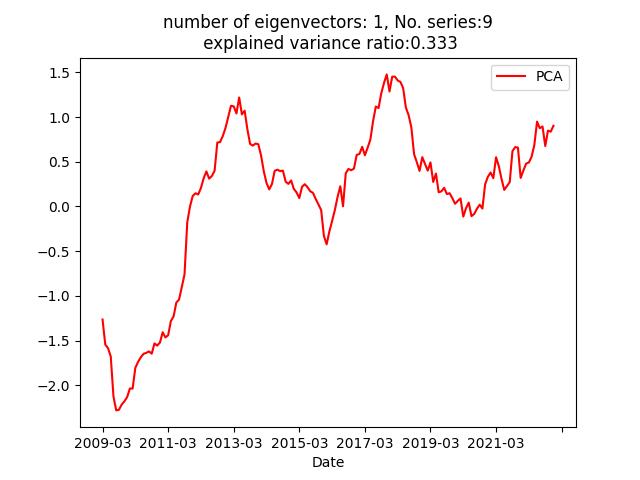 number of eigenvectors: 1, No. series:9
explained variance ratio:0.333
PCA
1.5
1.0
0.5
0.0
−0.5
−1.0
−1.5
−2.0
2009-03 2011-03 2013-03 2015-03 2017-03 2019-03 2021-03
Date